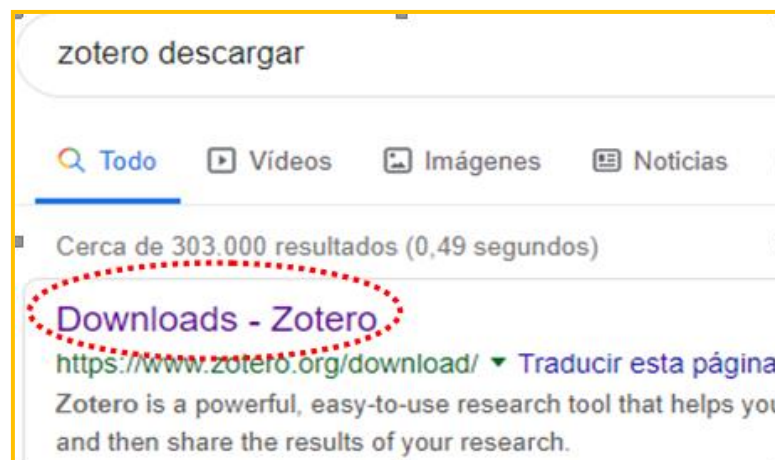 zotero descargar
Todo Vídeos Imágenes Noticias
Cerca de 303.000 resultados (0,49 segundos)
Downloads - Zotero
https://www.zotero.org/download/ ▼ Traducir esta página
Zotero is a powerful, easy-to-use research tool that helps you
and then share the results of your research.